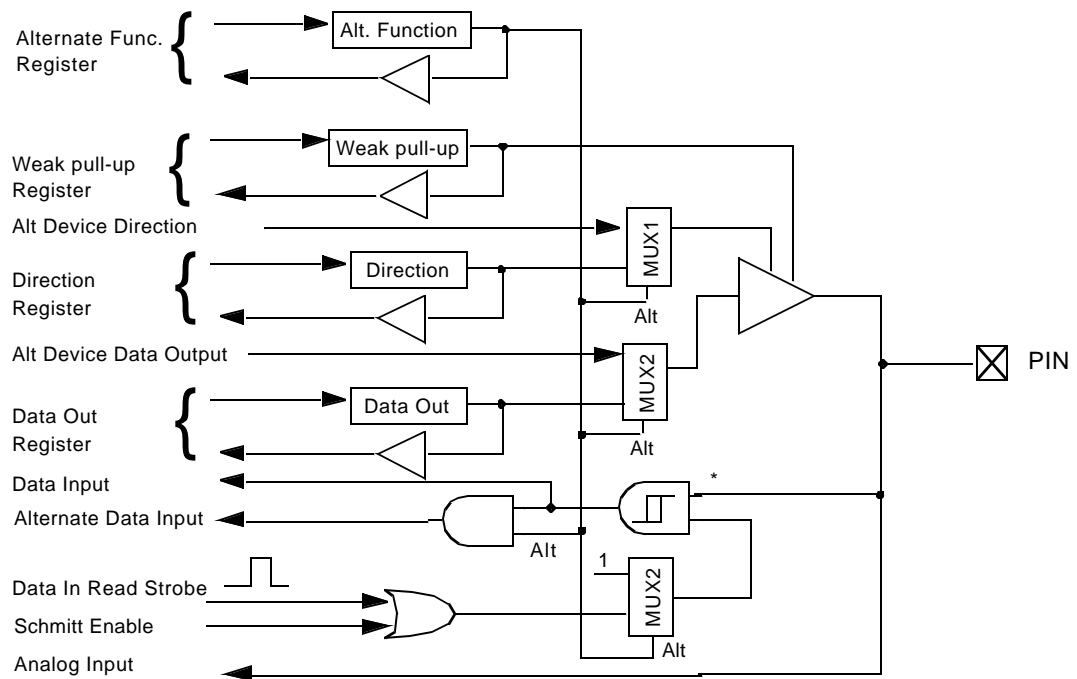 Alternate Func.
Register
Alt. Function
Weak pull-up
Register
Weak pull-up
Alt Device Direction
MUX1
Alt
Direction
Register
Direction
Alt Device Data Output
MUX2
Alt
PIN
Data Out
Register
Data Out
Data Input
*
Alternate Data Input
Alt
1
MUX2
Alt
Data In Read Strobe
Schmitt Enable
Analog Input